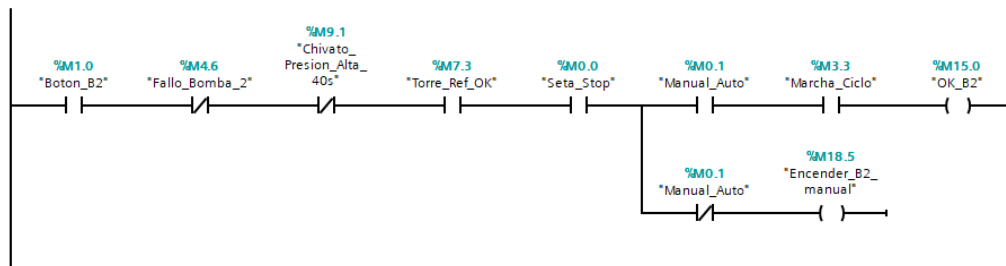 %M1.0
"Boton_B2"
%M4.6
"Fallo_Bomba_2"
%M9.1
"Chivato_
Presion_Alta_
40s"
%M7.3
"Torre_Ref_OK"
%M0.0
"Seta_Stop"
%M0.1
"Manual_Auto"
%M3.3
"Marcha_Ciclo"
%M15.0
"OK_B2"
%M0.1
"Manual_Auto"
%M18.5
"Encender_B2_
manual"